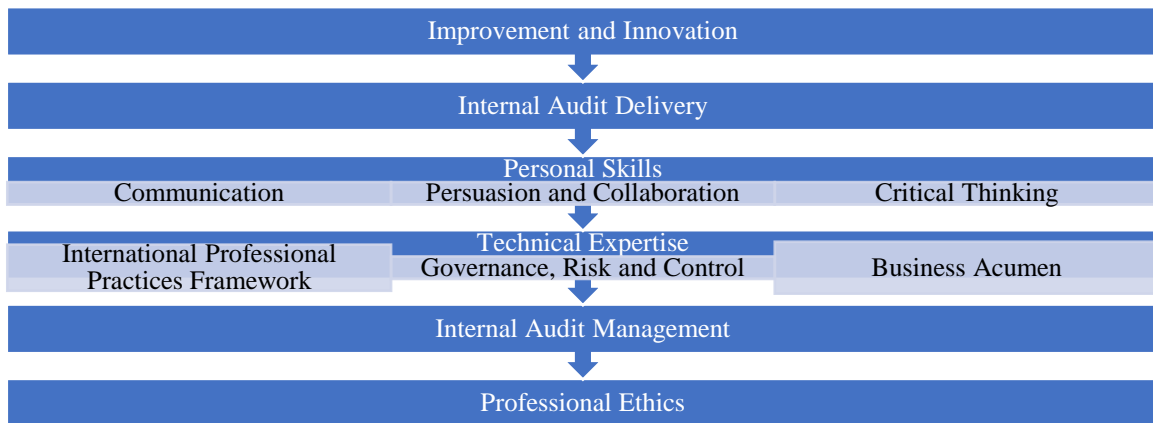 Improvement and Innovation
Internal Audit Delivery
Personal Skills
Communication
Persuasion and Collaboration
Critical Thinking
Technical Expertise
International Professional
Practices Framework
Governance, Risk and Control
Business Acumen
Internal Audit Management
Professional Ethics